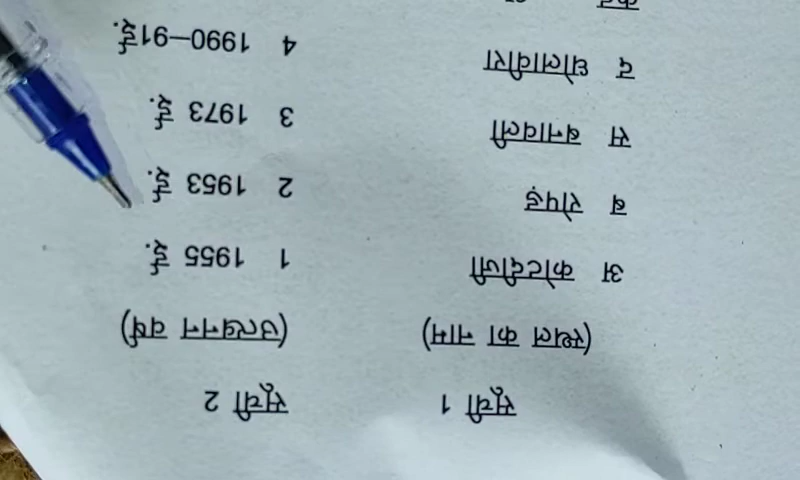 सूची 1 सूची 2
(स्थल का नाम) (उत्खनन वर्ष)
अ कोटदीजी 1 1955 ई.
ब रोपड़ 2 1953 ई.
स बनावली 3 1973 ई.
द धोलावीरा 4 1990–91ई.